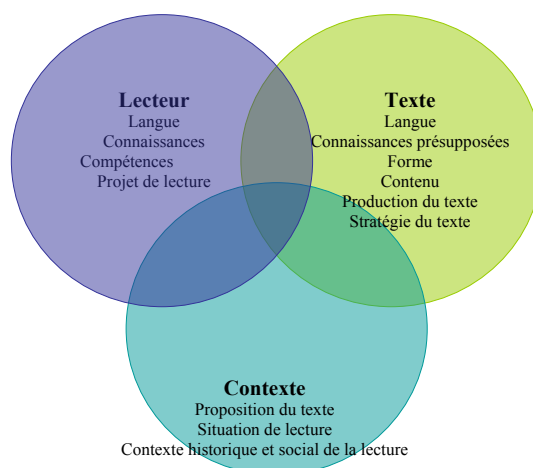 Lecteur
Langue
Connaissances
Compétences
Projet de lecture
Texte
Langue
Connaissances présupposées
Forme
Contenu
Production du texte
Stratégie du texte
Contexte
Proposition du texte
Situation de lecture
Contexte historique et social de la lecture